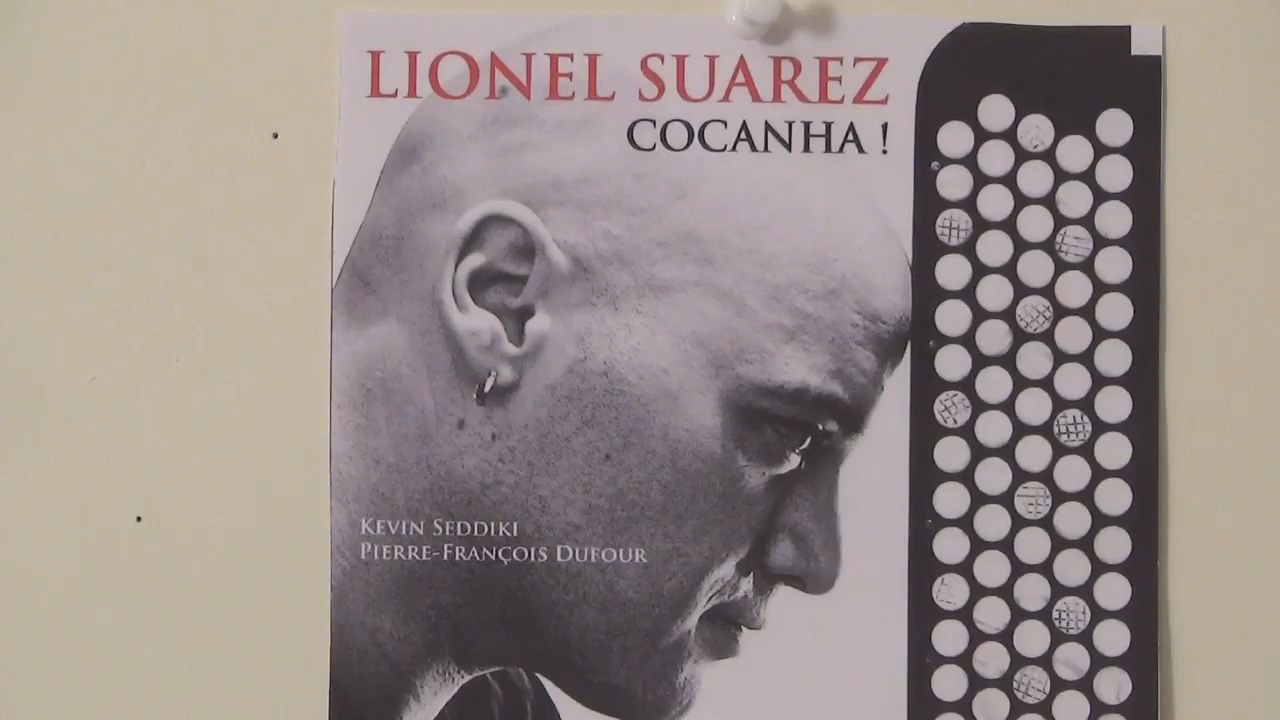 LIONEL SUAREZ
COCANHA !
KEVIN SEDDIKI
PIERRE-FRANÇOIS DUFOUR